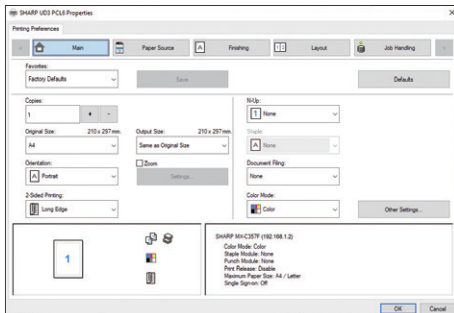 SHARP UD3 PCL6 Properties
Printing Preferences
Main
Paper Source
Finishing
Layout
Job Handling
Favorites:
Factory Defaults
Save
Defaults
Copies:
1
+ -
Original Size: 210 x 297 mm.
A4
Output Size: 210 x 297 mm.
Same as Original Size
Orientation:
Portrait
Zoom
Settings...
2-Sided Printing:
Long Edge
N-Up:
1 None
Staple:
None
Document Filing:
None
Color Mode:
Color
Other Settings...
1
SHARP MX-C357F (192.168.1.2)
Color Mode: Color
Staple Module: None
Punch Module: None
Print Release: Disable
Maximum Paper Size: A4 / Letter
Single Sign-on: Off
OK
Cancel